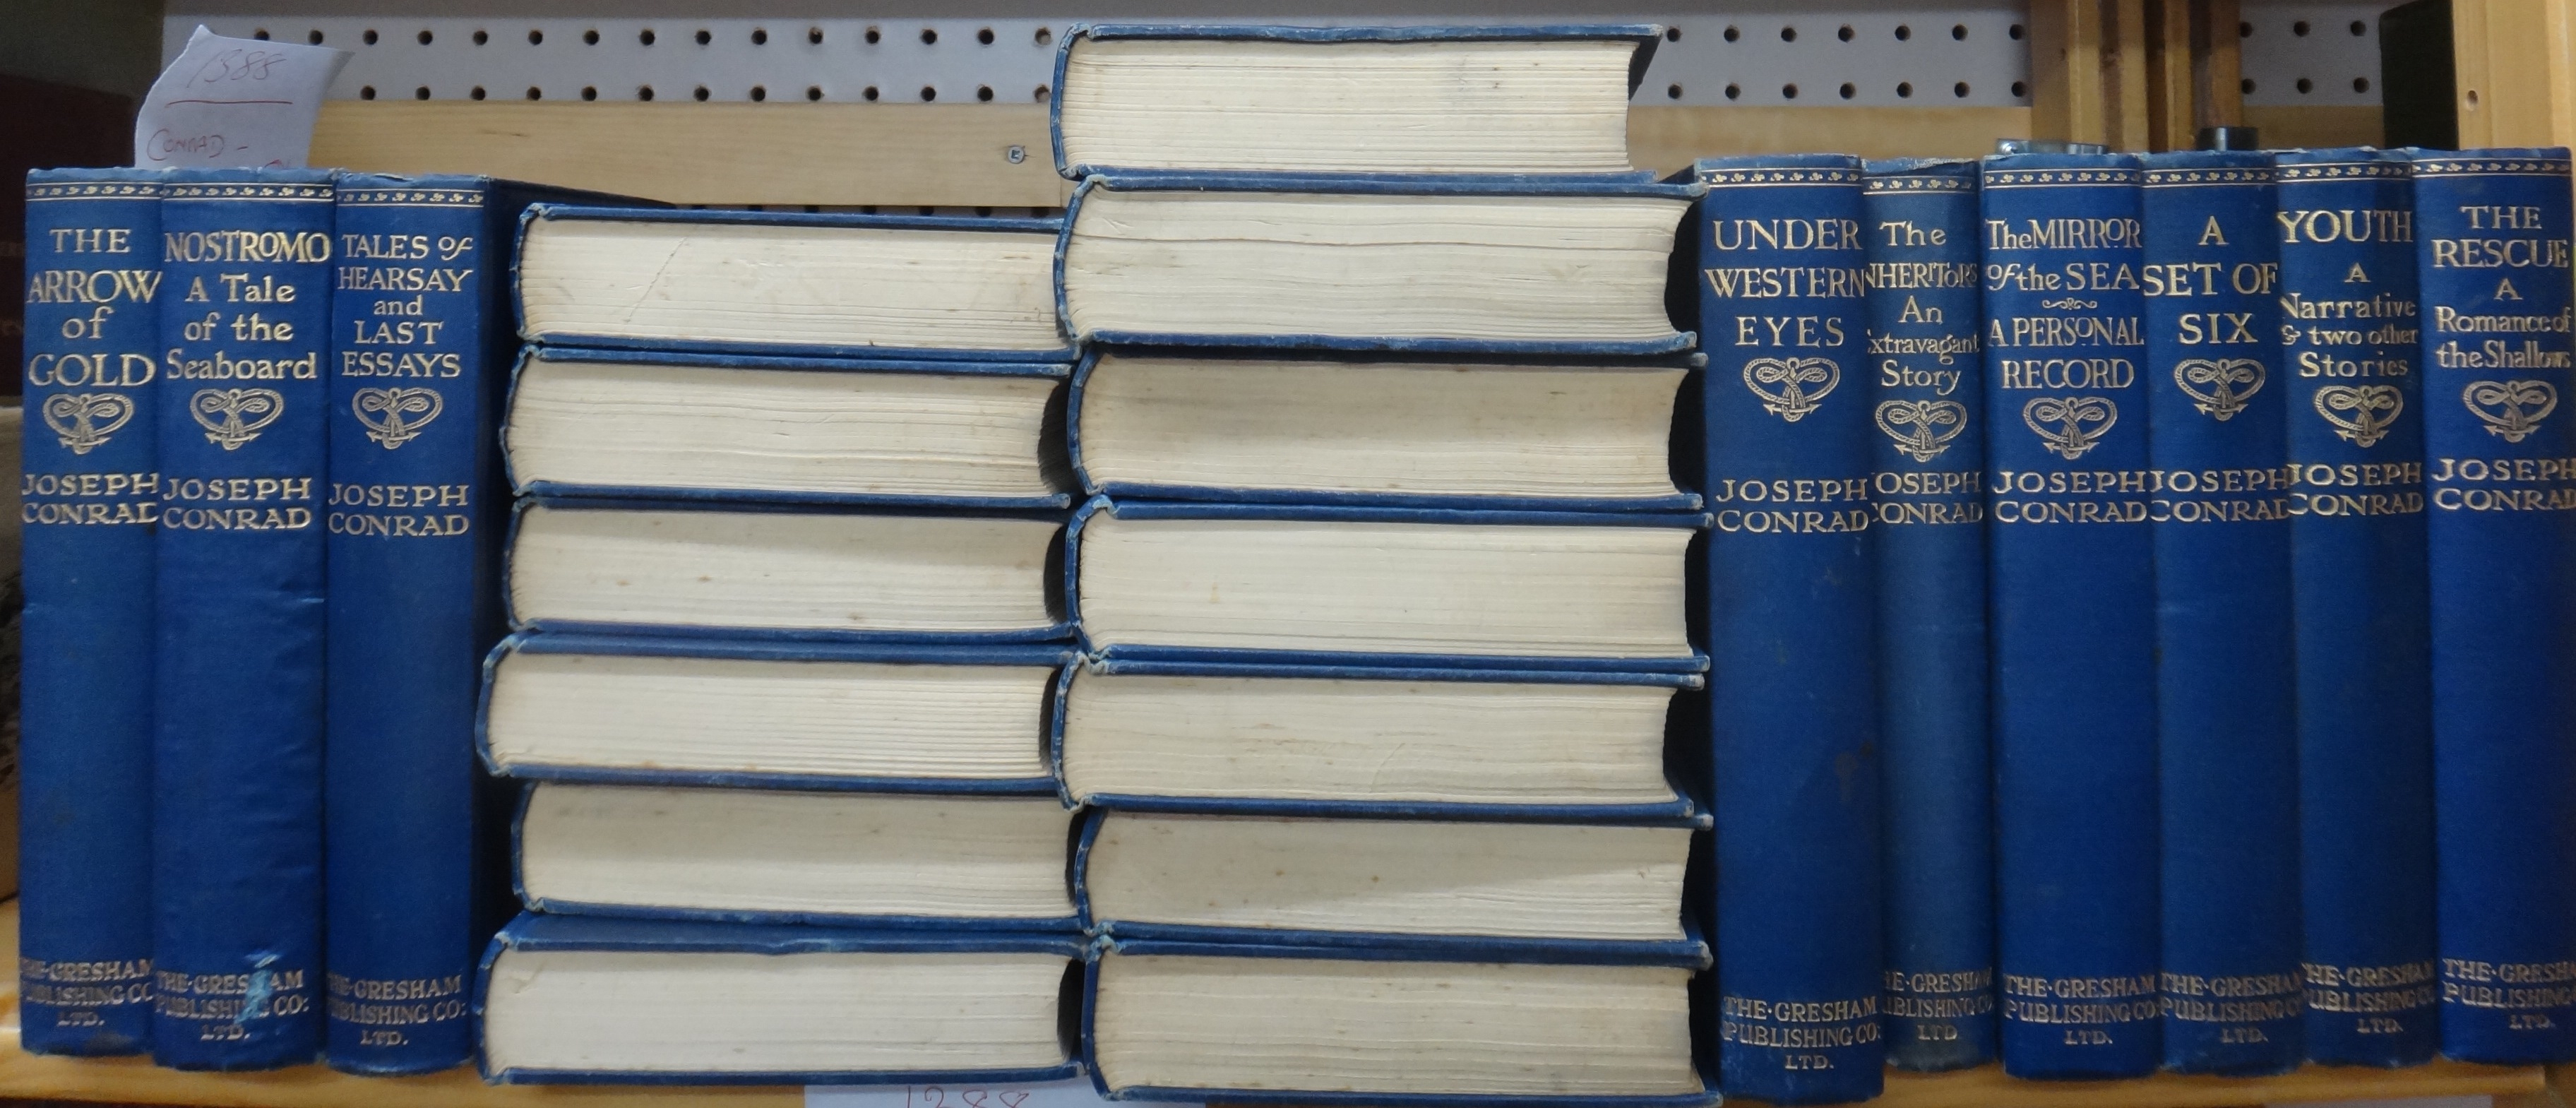 1388
CONRAD -
THE
ARROW
of
GOLD
JOSEPH
CONRAD
THE·GRESHAM
PUBLISHING CO
LTD.
NOSTROMO
A Tale
of the
Seaboard
JOSEPH
CONRAD
THE·GRESHAM
PUBLISHING CO:
LTD.
TALES of
HEARSAY
and
LAST
ESSAYS
JOSEPH
CONRAD
THE·GRESHAM
PUBLISHING CO:
LTD.
UNDER
WESTERN
EYES
JOSEPH
CONRAD
THE·GRESHAM
PUBLISHING CO:
LTD.
The
INHERITORS
An
Extravagant
Story
JOSEPH
CONRAD
THE·GRESHAM
PUBLISHING CO
LTD.
The MIRROR
of the SEA
A PERSONAL
RECORD
JOSEPH
CONRAD
THE·GRESHAM
PUBLISHING CO:
LTD.
A
SET OF
SIX
JOSEPH
CONRAD
THE·GRESHAM
PUBLISHING CO:
LTD.
YOUTH
A
Narrative
& two other
Stories
JOSEPH
CONRAD
THE·GRESHAM
PUBLISHING CO
LTD.
THE
RESCUE
A
Romance of
the Shallows
JOSEPH
CONRAD
THE·GRESHAM
PUBLISHING
LTD.
1388